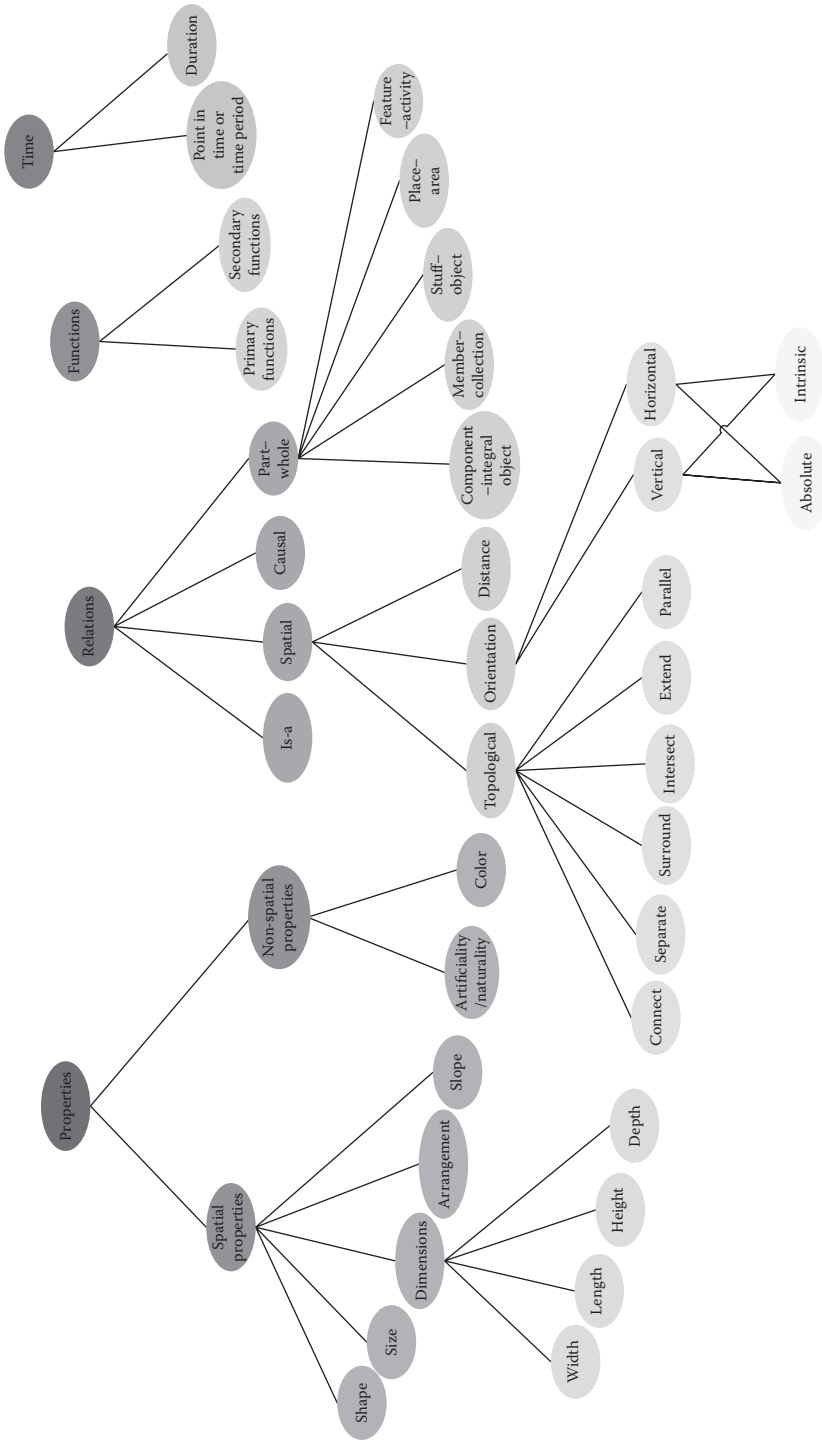 Properties
Spatial
properties
Non-spatial
properties
Shape
Size
Dimensions
Arrangement
Slope
Artificiality
/naturality
Color
Width
Length
Height
Depth
Relations
Is-a
Spatial
Causal
Part–
whole
Topological
Orientation
Distance
Component
–integral
object
Member–
collection
Stuff–
object
Place–
area
Feature
–activity
Connect
Separate
Surround
Intersect
Extend
Parallel
Vertical
Horizontal
Absolute
Intrinsic
Functions
Primary
functions
Secondary
functions
Time
Point in
time or
time period
Duration